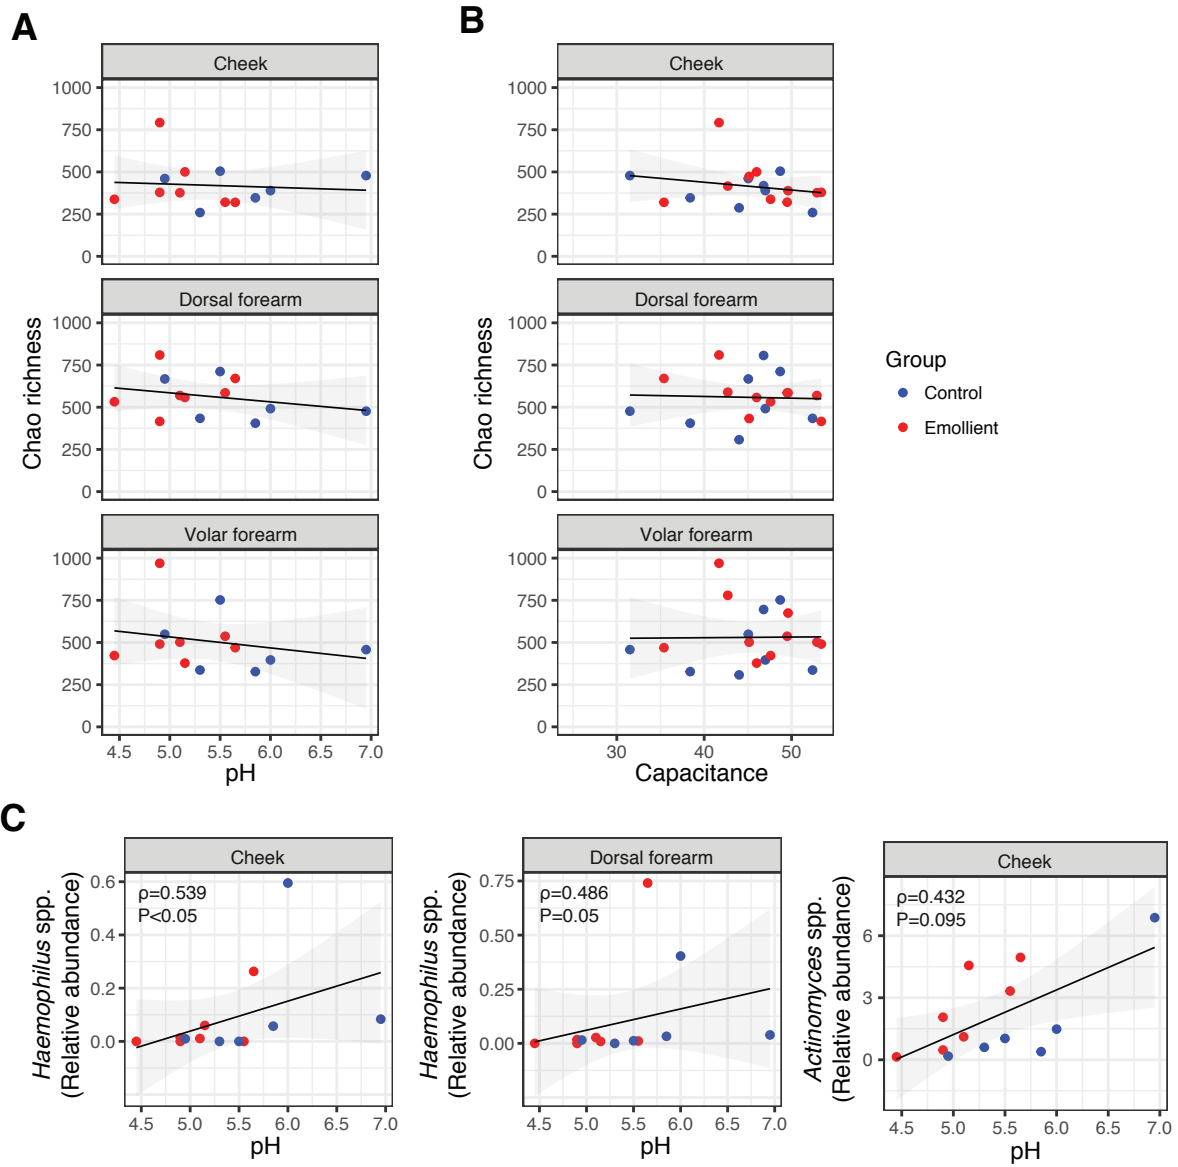 A
Cheek
1000
750
500
250
0
Dorsal forearm
1000
750
500
250
0
Volar forearm
1000
750
500
250
0
Chao richness
4.5 5.0 5.5 6.0 6.5 7.0
pH
B
Cheek
1000
750
500
250
0
Dorsal forearm
1000
750
500
250
0
Volar forearm
1000
750
500
250
0
Chao richness
30 40 50
Capacitance
Group
Control
Emollient
C
Cheek
ρ=0.539
P<0.05
0.6
0.4
0.2
0.0
Haemophilus spp.
(Relative abundance)
4.5 5.0 5.5 6.0 6.5 7.0
pH
Dorsal forearm
ρ=0.486
P=0.05
0.75
0.50
0.25
0.00
Haemophilus spp.
(Relative abundance)
4.5 5.0 5.5 6.0 6.5 7.0
pH
Cheek
ρ=0.432
P=0.095
6
3
0
Actinomyces spp.
(Relative abundance)
4.5 5.0 5.5 6.0 6.5 7.0
pH